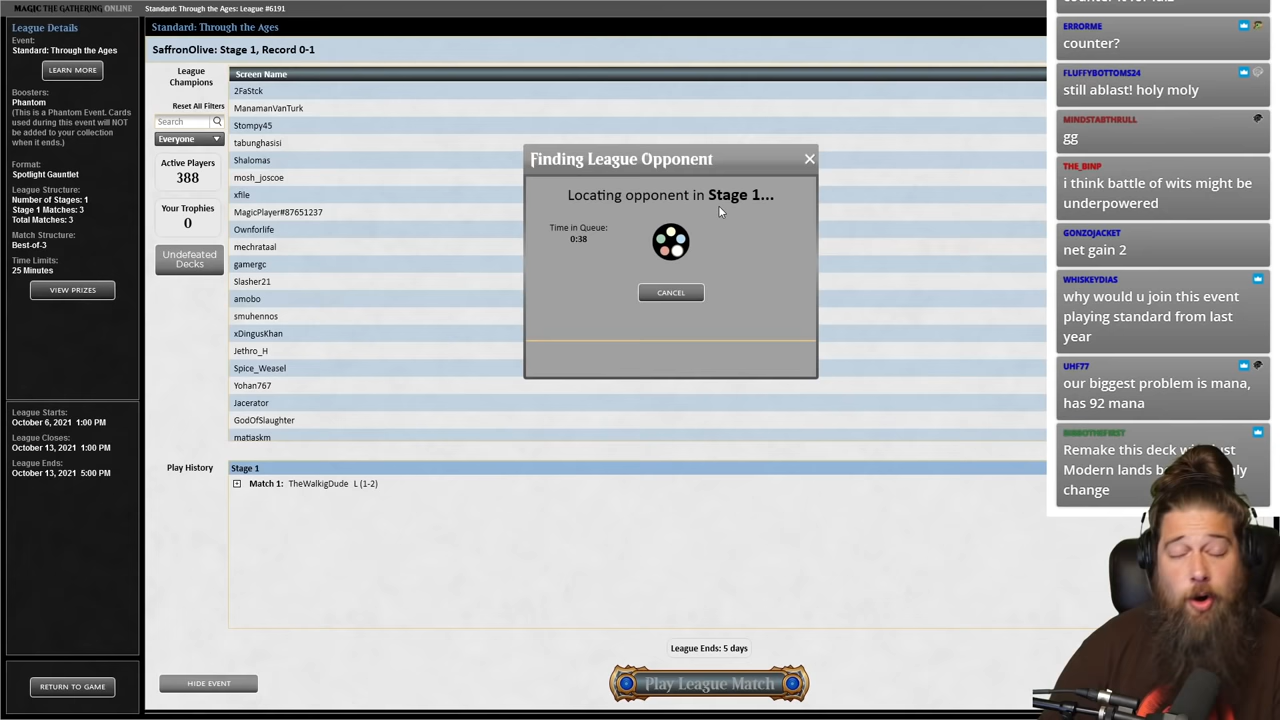 MAGIC THE GATHERING ONLINE
Standard: Through the Ages: League #6191
League Details
Event:
Standard: Through the Ages
LEARN MORE
Boosters:
Phantom
(This is a Phantom Event. Cards
used during this event will NOT
be added to your collection
when it ends.)
Format:
Spotlight Gauntlet
League Structure:
Number of Stages: 1
Stage 1 Matches: 3
Total Matches: 3
Match Structure:
Best-of-3
Time Limits:
25 Minutes
VIEW PRIZES
League Starts:
October 6, 2021 1:00 PM
League Closes:
October 13, 2021 1:00 PM
League Ends:
October 13, 2021 5:00 PM
RETURN TO GAME
Standard: Through the Ages
SaffronOlive: Stage 1, Record 0-1
League
Champions
Reset All Filters
Search
Everyone
Active Players
388
Your Trophies
0
Undefeated
Decks
Screen Name
2FaStck
ManamanVanTurk
Stompy45
tabunghasisi
Shalomas
mosh_joscoe
xfile
MagicPlayer#87651237
Ownforlife
mechrataal
gamergc
Slasher21
amobo
smuhennos
xDingusKhan
Jethro_H
Spice_Weasel
Yohan767
Jacerator
GodOfSlaughter
matiaskm
Finding League Opponent
Locating opponent in Stage 1...
Time in Queue:
0:38
CANCEL
Play History
Stage 1
Match 1: TheWalkigDude L (1-2)
League Ends: 5 days
HIDE EVENT
Play League Match
ERRORME
counter?
FLUFFYBOTTOMS24
still ablast! holy moly
MINDSTABTHRULL
gg
THE_BINP
i think battle of wits might be
underpowered
GONZOJACKET
net gain 2
WHISKEYDIAS
why would u join this event
playing standard from last
year
UHF77
our biggest problem is mana,
has 92 mana
Remake this deck
Modern lands
change